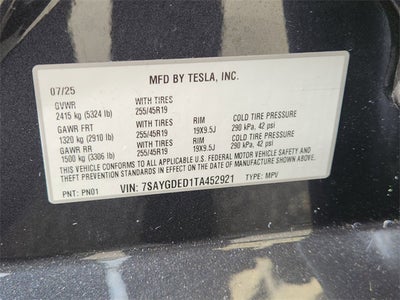 MFD BY TESLA, INC.
07/25
GVWR WITH TIRES
2415 kg (5324 lb) 255/45R19 COLD TIRE PRESSURE
GAWR FRT WITH TIRES RIM
1320 kg (2910 lb) 255/45R19 19X9.5J 290 kPa, 42 psi
GAWR RR WITH TIRES RIM COLD TIRE PRESSURE
1500 kg (3306 lb) 255/45R19 19X9.5J 290 kPa, 42 psi
THIS VEHICLE CONFORMS TO ALL APPLICABLE U.S. FEDERAL MOTOR VEHICLE SAFETY AND
THEFT PREVENTION STANDARDS IN EFFECT ON THE DATE OF MANUFACTURE SHOWN ABOVE.
PNT: PN01 VIN: 7SAYGDED1TA452921 TYPE: MPV